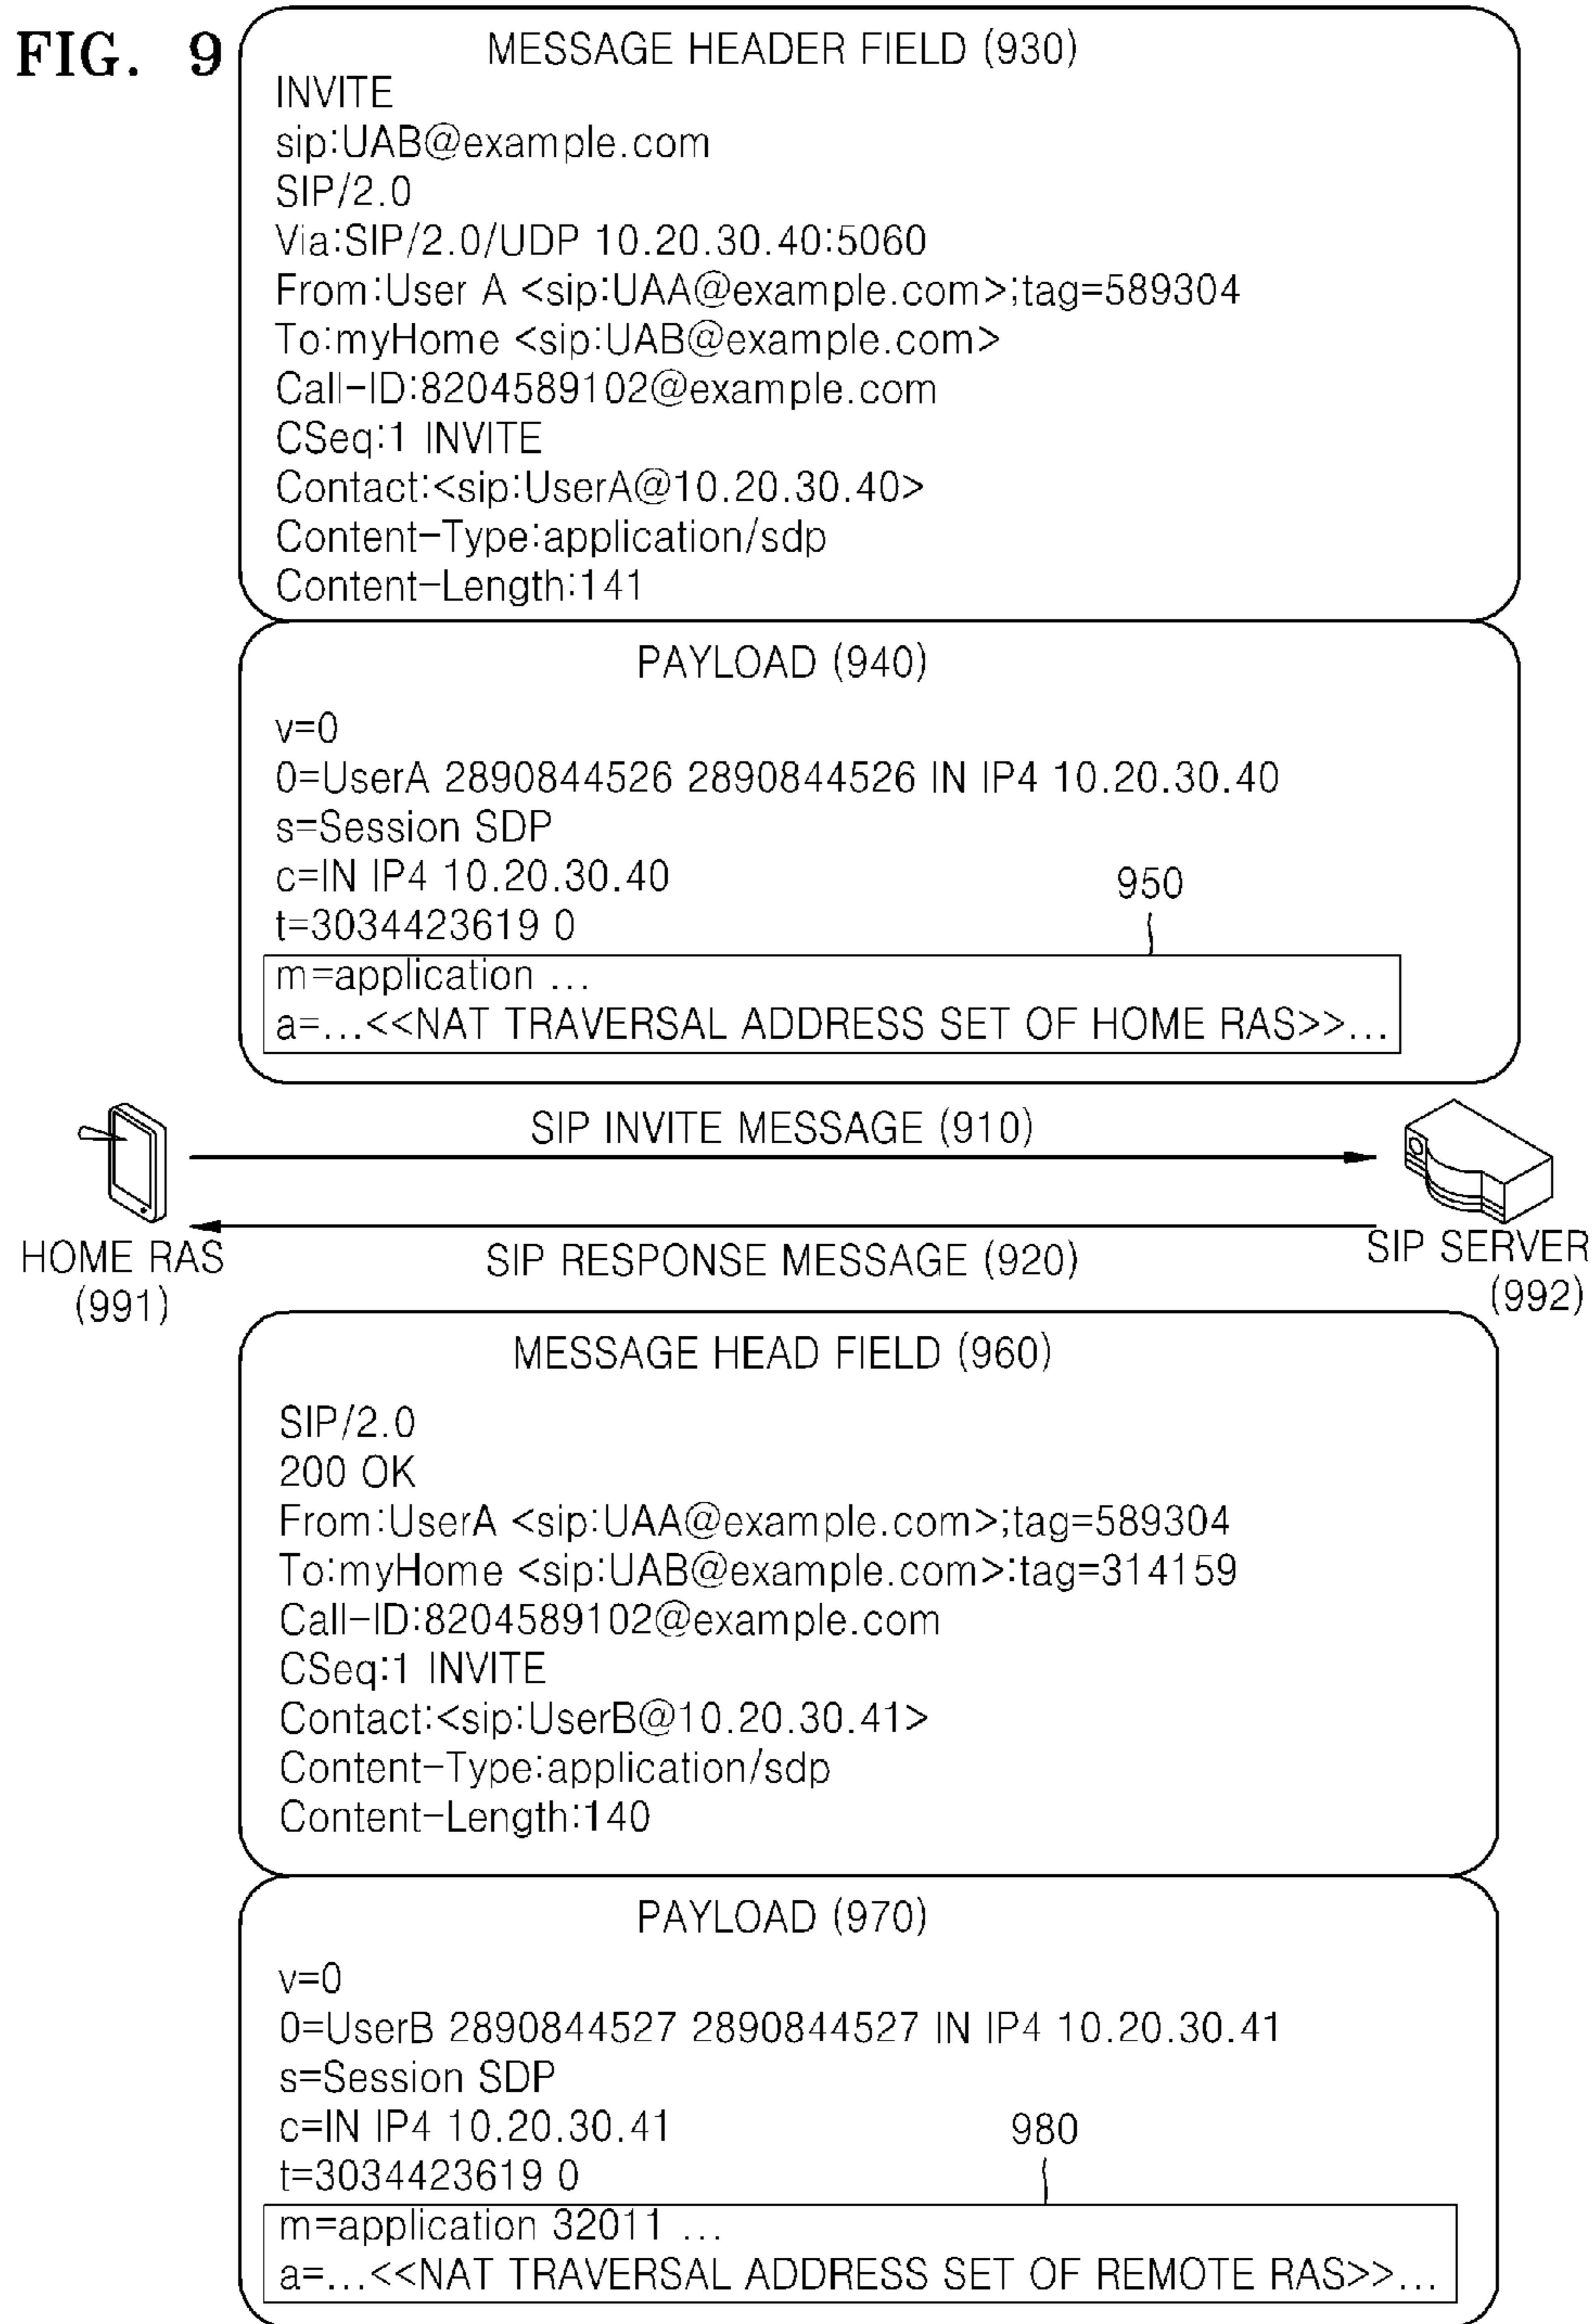 FIG. 9
MESSAGE HEADER FIELD (930)
INVITE
sip:UAB@example.com
SIP/2.0
Via:SIP/2.0/UDP 10.20.30.40:5060
From:User A <sip:UAA@example.com>;tag=589304
To:myHome <sip:UAB@example.com>
Call-ID:8204589102@example.com
CSeq:1 INVITE
Contact:<sip:UserA@10.20.30.40>
Content-Type:application/sdp
Content-Length:141
PAYLOAD (940)
v=0
0=UserA 2890844526 2890844526 IN IP4 10.20.30.40
s=Session SDP
c=IN IP4 10.20.30.40
950
t=3034423619 0
m=application ...
a=...<<NAT TRAVERSAL ADDRESS SET OF HOME RAS>>...
SIP INVITE MESSAGE (910)
HOME RAS
(991)
SIP RESPONSE MESSAGE (920)
SIP SERVER
(992)
MESSAGE HEAD FIELD (960)
SIP/2.0
200 OK
From:UserA <sip:UAA@example.com>;tag=589304
To:myHome <sip:UAB@example.com>:tag=314159
Call-ID:8204589102@example.com
CSeq:1 INVITE
Contact:<sip:UserB@10.20.30.41>
Content-Type:application/sdp
Content-Length:140
PAYLOAD (970)
v=0
0=UserB 2890844527 2890844527 IN IP4 10.20.30.41
s=Session SDP
c=IN IP4 10.20.30.41
980
t=3034423619 0
m=application 32011 ...
a=...<<NAT TRAVERSAL ADDRESS SET OF REMOTE RAS>>...